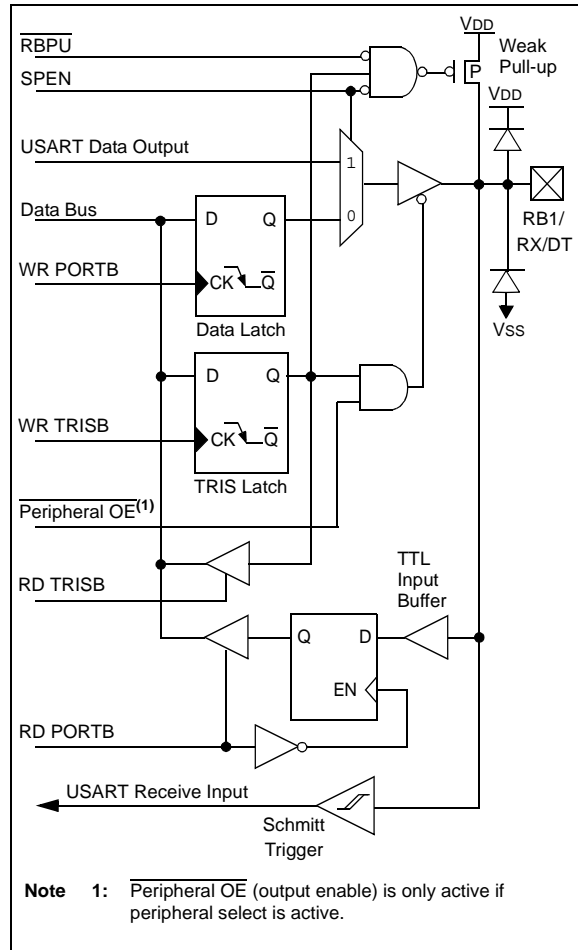 RBPU
VDD
Weak
Pull-up
P
SPEN
VDD
USART Data Output
1
Data Bus
D Q
0
RB1/
RX/DT
WR PORTB
CK Q
Data Latch
VSS
D Q
WR TRISB
CK Q
TRIS Latch
Peripheral OE(1)
RD TRISB
TTL
Input
Buffer
Q D
EN
RD PORTB
USART Receive Input
Schmitt
Trigger
Note 1: Peripheral OE (output enable) is only active if
peripheral select is active.